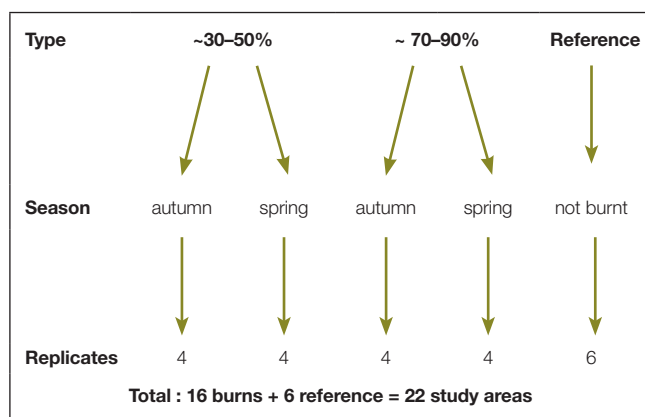 Type ~30–50% ~ 70–90% Reference
Season autumn spring autumn spring not burnt
Replicates 4 4 4 4 6
Total : 16 burns + 6 reference = 22 study areas